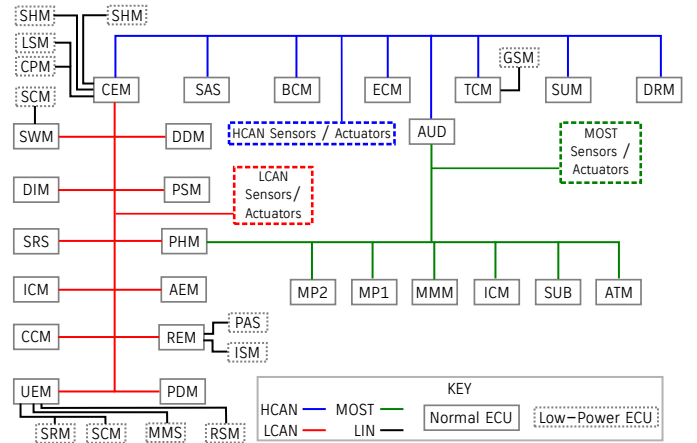 SHM
SHM
LSM
CPM
GSM
SCM
CEM
SAS
BCM
ECM
TCM
SUM
DRM
SWM
DDM
HCAN Sensors / Actuators
AUD
MOST
Sensors /
Actuators
DIM
PSM
LCAN
Sensors/
Actuators
SRS
PHM
ICM
AEM
MP2
MP1
MMM
ICM
SUB
ATM
CCM
REM
PAS
ISM
UEM
PDM
SRM
SCM
MMS
RSM
KEY
HCAN
MOST
LCAN
LIN
Normal ECU
Low-Power ECU